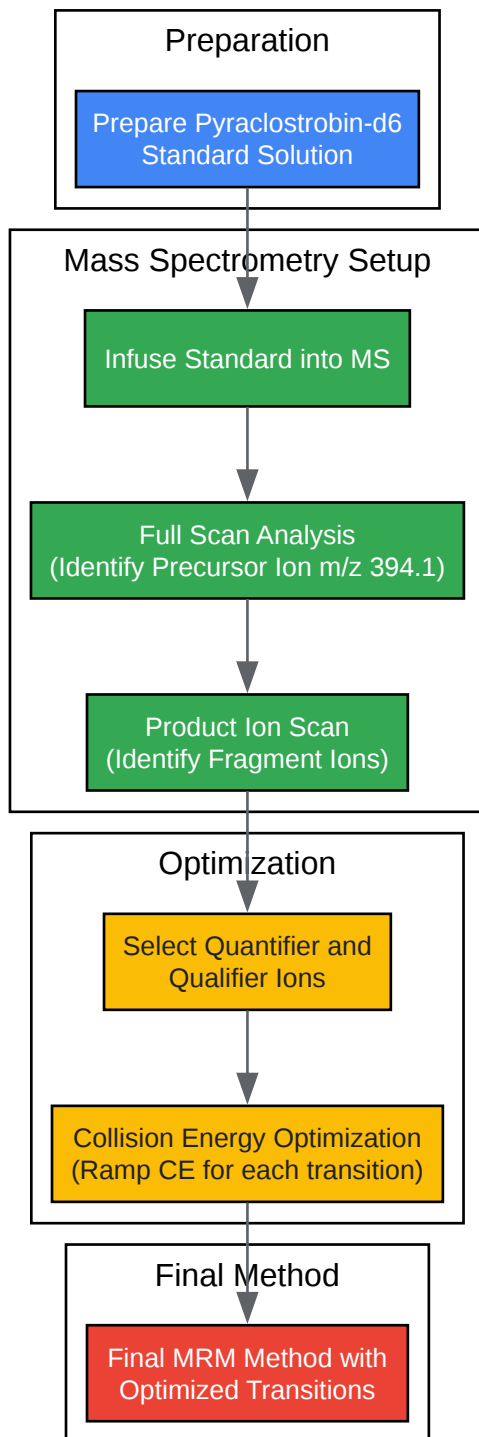 Preparation
Prepare Pyraclostrobin-d6
Standard Solution
Mass Spectrometry Setup
Infuse Standard into MS
Full Scan Analysis
(Identify Precursor Ion m/z 394.1)
Product Ion Scan
(Identify Fragment Ions)
Optimization
Select Quantifier and
Qualifier Ions
Collision Energy Optimization
(Ramp CE for each transition)
Final Method
Final MRM Method with
Optimized Transitions